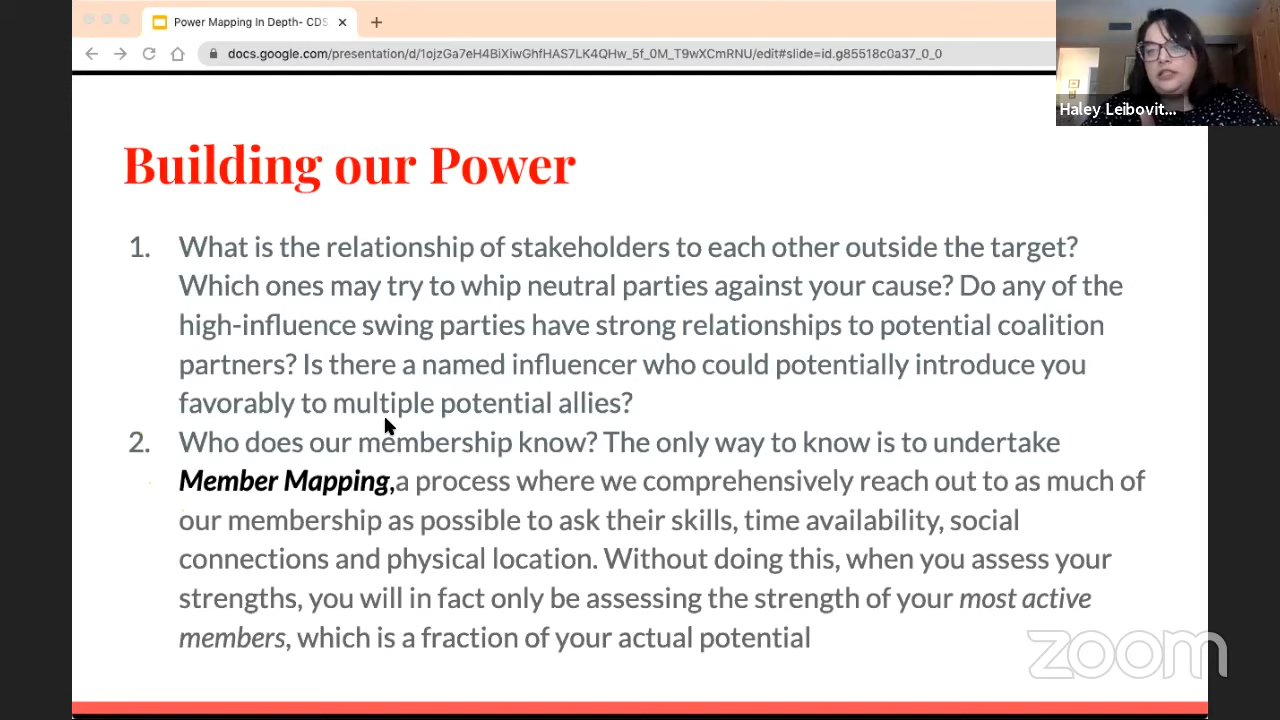 Power Mapping In Depth- CDS
docs.google.com/presentation/d/1ojzGa7eH4BiXiwGhfHAS7LK4QHw_5f_0M_T9wXCmRNU/edit#slide=id.g85518c0a37_0_0
Haley Leibovit...
Building our Power
1. What is the relationship of stakeholders to each other outside the target?
Which ones may try to whip neutral parties against your cause? Do any of the
high-influence swing parties have strong relationships to potential coalition
partners? Is there a named influencer who could potentially introduce you
favorably to multiple potential allies?
2. Who does our membership know? The only way to know is to undertake
Member Mapping,a process where we comprehensively reach out to as much of
our membership as possible to ask their skills, time availability, social
connections and physical location. Without doing this, when you assess your
strengths, you will in fact only be assessing the strength of your most active
members, which is a fraction of your actual potential
zoom